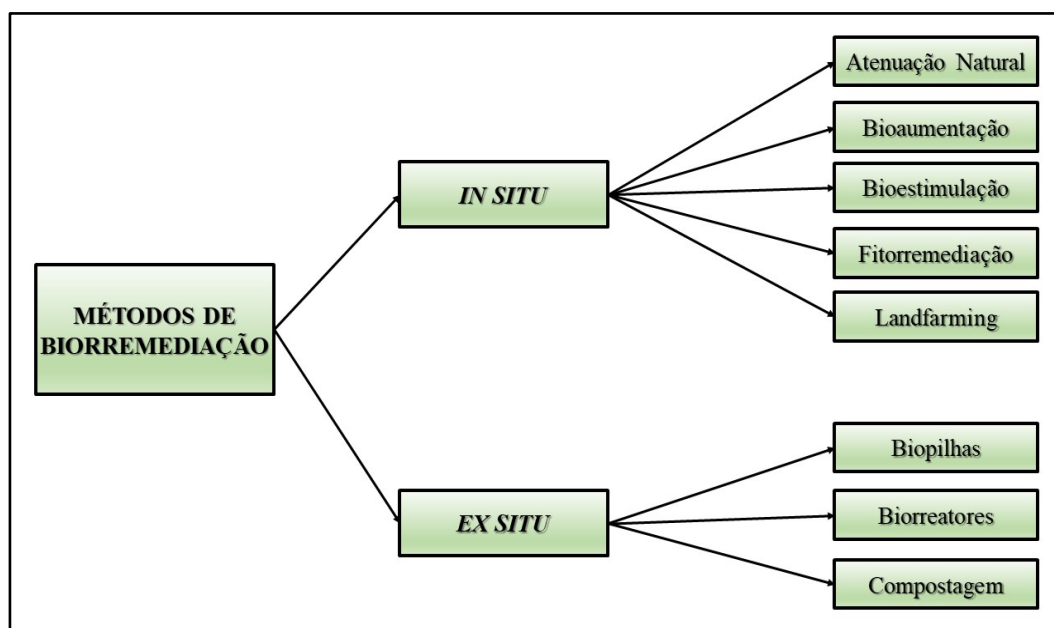 MÉTODOS DE
BIORREMEDIAÇÃO
IN SITU
Atenuação Natural
Bioaumentação
Bioestimulação
Fitorremediação
Landfarming
EX SITU
Biopilhas
Biorreatores
Compostagem